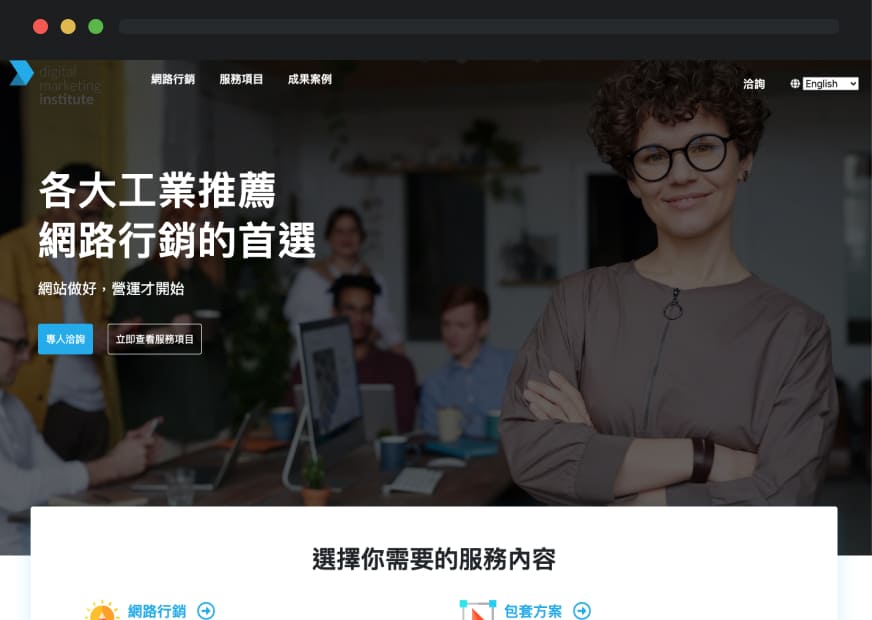 digital
marketing
institute
網路行銷 服務項目 成果案例
洽詢 English
各大工業推薦
網路行銷的首選
網站做好，營運才開始
專人洽詢 立即查看服務項目
選擇你需要的服務內容
網路行銷 包套方案